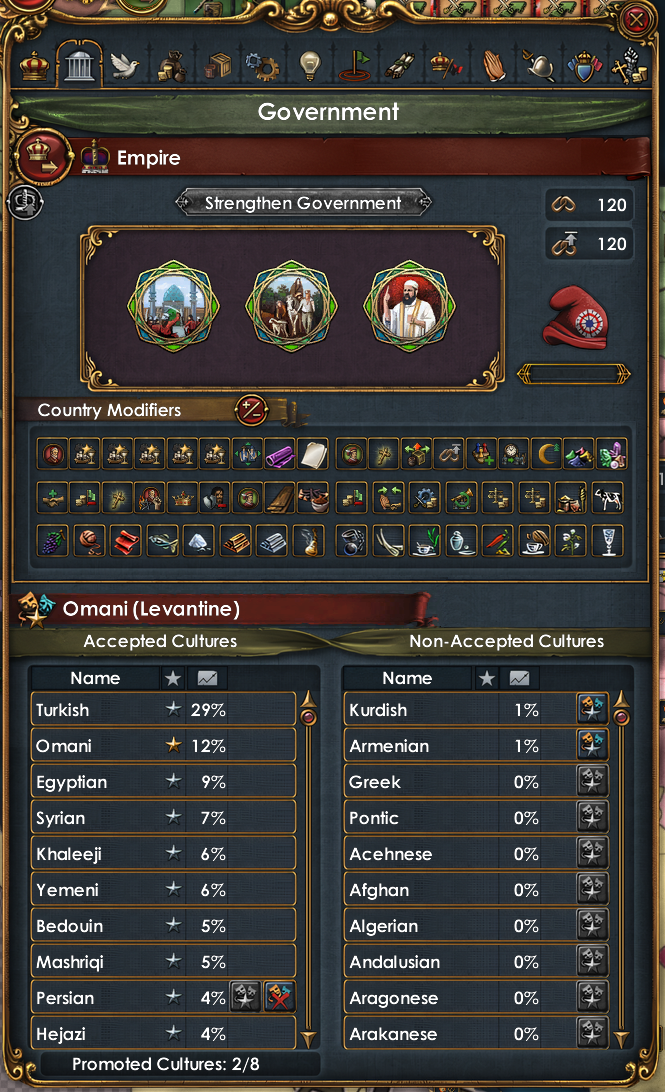 Government
Empire
Strengthen Government
120
120
Country Modifiers
Omani (Levantine)
Accepted Cultures
Non-Accepted Cultures
Name
Turkish 29%
Omani 12%
Egyptian 9%
Syrian 7%
Khaleeji 6%
Yemeni 6%
Bedouin 5%
Mashriqi 5%
Persian 4%
Hejazi 4%
Promoted Cultures: 2/8
Name
Kurdish 1%
Armenian 1%
Greek 0%
Pontic 0%
Acehnese 0%
Afghan 0%
Algerian 0%
Andalusian 0%
Aragonese 0%
Arakanese 0%